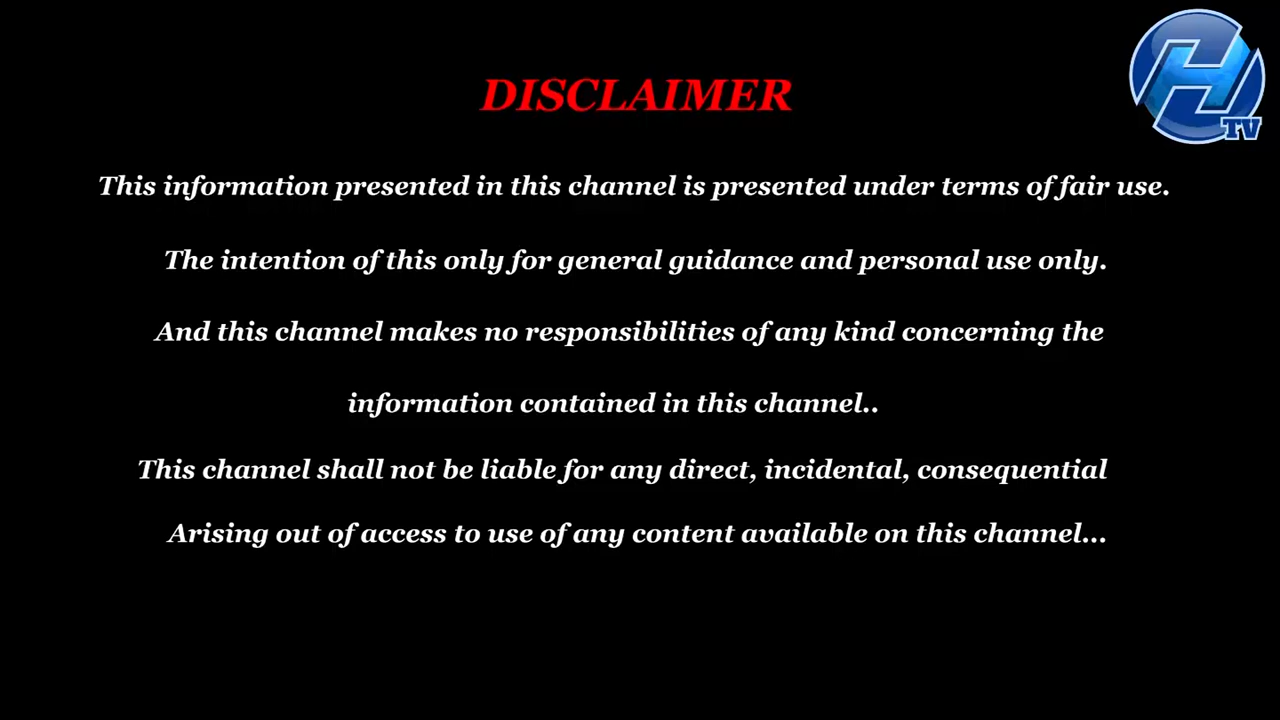 DISCLAIMER
This information presented in this channel is presented under terms of fair use.
The intention of this only for general guidance and personal use only.
And this channel makes no responsibilities of any kind concerning the
information contained in this channel..
This channel shall not be liable for any direct, incidental, consequential
Arising out of access to use of any content available on this channel...
H
TV